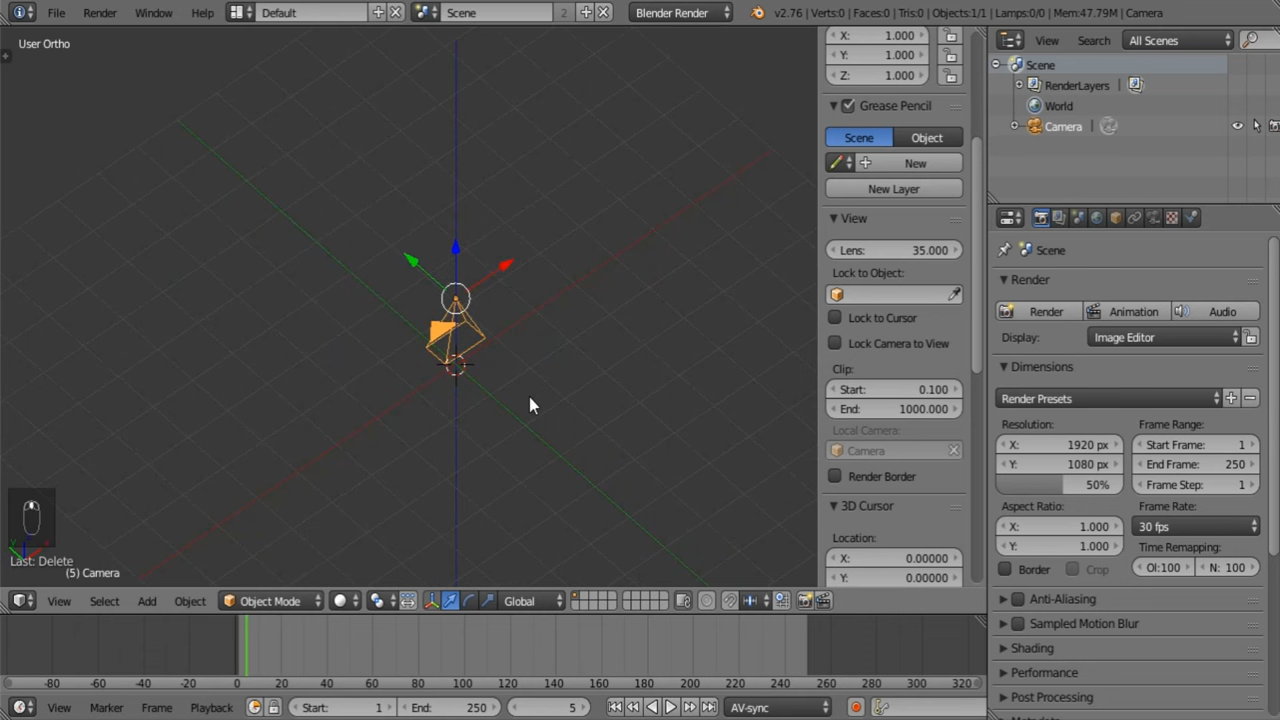 File Render Window Help Default Scene 2 Blender Render v2.76 | Verts:0 | Faces:0 | Tris:0 | Objects:1/1 | Lamps:0/0 | Mem:47.79M | Camera
User Ortho
X: 1.000
Y: 1.000
Z: 1.000
Grease Pencil
Scene Object
New
New Layer
View
Lens: 35.000
Lock to Object:
Lock to Cursor
Lock Camera to View
Clip:
Start: 0.100
End: 1000.000
Local Camera:
Camera
Render Border
3D Cursor
Location:
X: 0.00000
Y: 0.00000
Last: Delete
(5) Camera
View Select Add Object Object Mode Global
-80 -60 -40 -20 0 20 40 60 80 100 120 140 160 180 200 220 240 260 280 300 320
View Marker Frame Playback Start: 1 End: 250 5 AV-sync
View Search All Scenes
Scene
RenderLayers |
World
Camera |
Scene
Render
Render Animation Audio
Display: Image Editor
Dimensions
Render Presets
Resolution: Frame Range:
X: 1920 px Start Frame: 1
Y: 1080 px End Frame: 250
50% Frame Step: 1
Aspect Ratio: Frame Rate:
X: 1.000 30 fps
Y: 1.000 Time Remapping:
Border Crop Ol:100 N: 100
Anti-Aliasing
Sampled Motion Blur
Shading
Performance
Post Processing